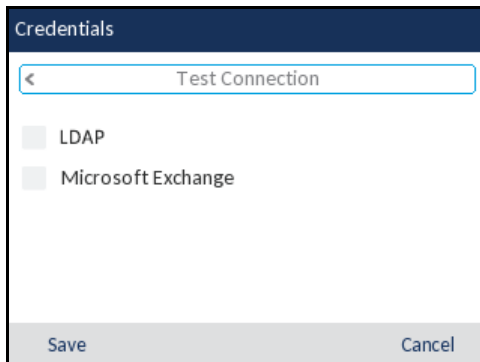 Credentials
Test Connection
LDAP
Microsoft Exchange
Save Cancel